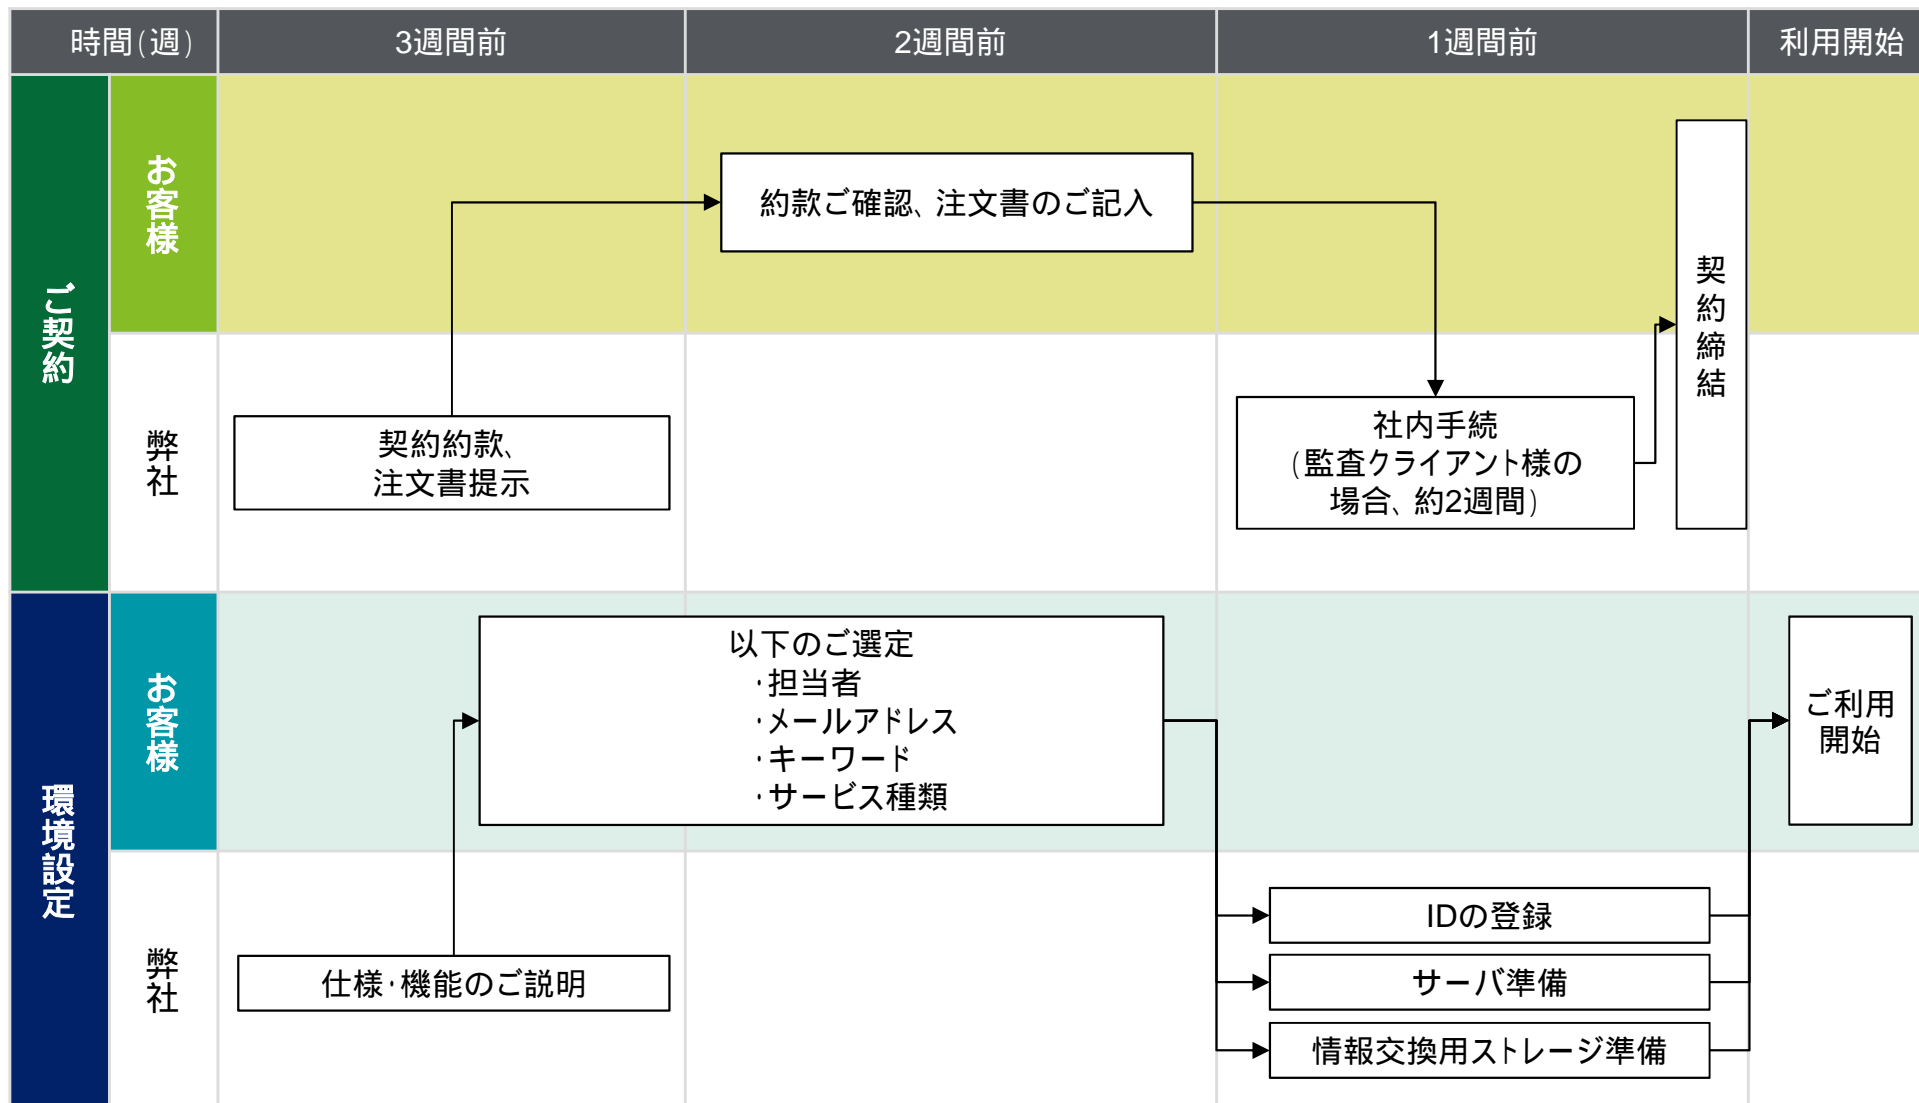 時間(週)
3週間前
2週間前
1週間前
利用開始
ご契約
お客様
約款ご確認、注文書のご記入
契約締結
弊社
契約約款、
注文書提示
社内手続
(監査クライアント様の
場合、約2週間)
環境設定
お客様
以下のご選定
・担当者
・メールアドレス
・キーワード
・サービス種類
ご利用
開始
弊社
仕様・機能のご説明
IDの登録
サーバ準備
情報交換用ストレージ準備